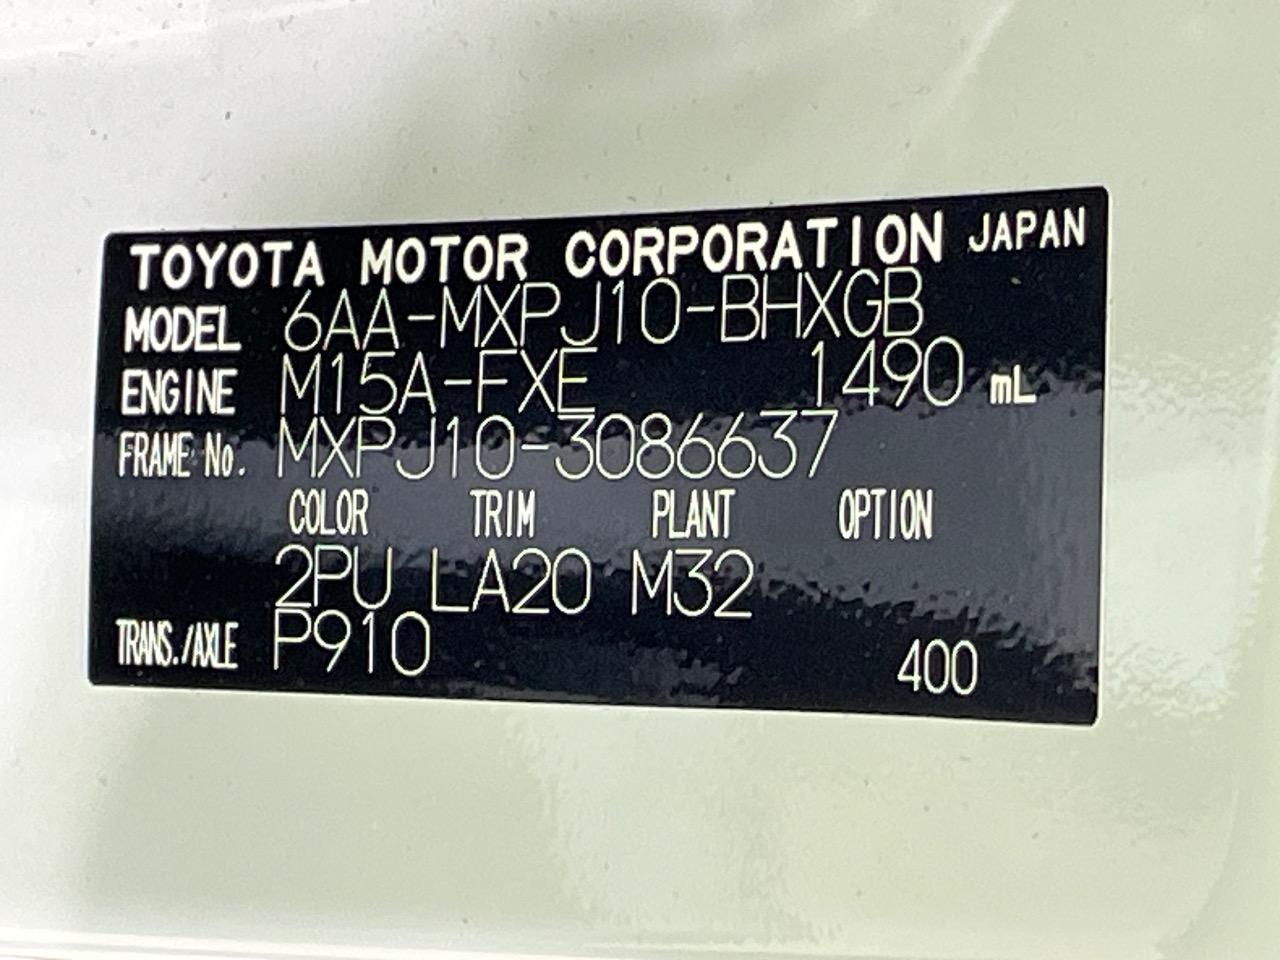 TOYOTA MOTOR CORPORATION JAPAN
MODEL 6AA-MXPJ10-BHXGB
ENGINE M15A-FXE 1490 mL
FRAME No. MXPJ10-3086637
COLOR TRIM PLANT OPTION
2PU LA20 M32
TRANS./AXLE P910 400